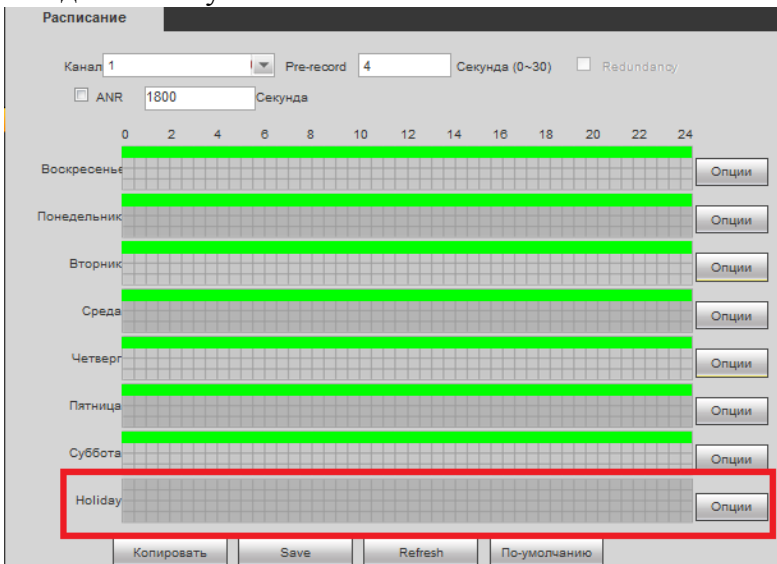 Расписание
Канал 1 Pre-record 4 Секунда (0~30) Redundancy
ANR 1800 Секунда
0 2 4 6 8 10 12 14 16 18 20 22 24
Воскресенье Опции
Понедельник Опции
Вторник Опции
Среда Опции
Четверг Опции
Пятница Опции
Суббота Опции
Holiday Опции
Копировать Save Refresh По-умолчанию